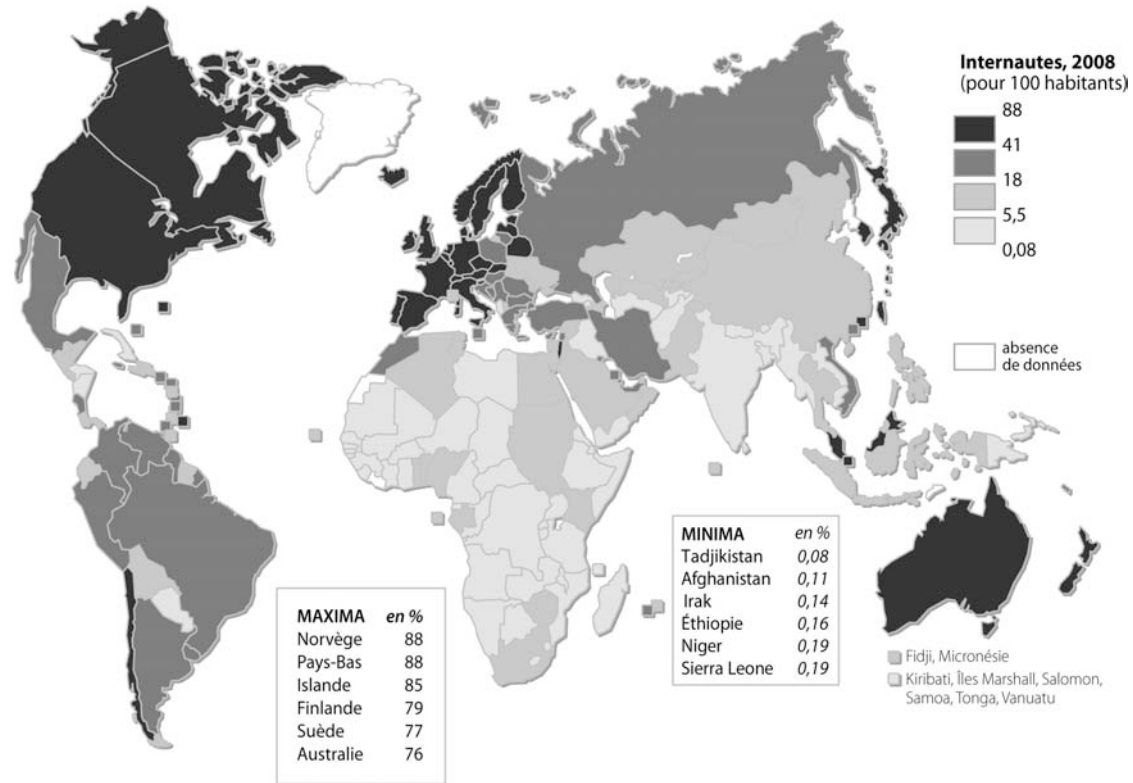 Internautes, 2008
(pour 100 habitants)
88
41
18
5,5
0,08
absence
de données
MINIMA en %
Tadjikistan 0,08
Afghanistan 0,11
Irak 0,14
Éthiopie 0,16
Niger 0,19
Sierra Leone 0,19
MAXIMA en %
Norvège 88
Pays-Bas 88
Islande 85
Finlande 79
Suède 77
Australie 76
Fidji, Micronésie
Kiribati, Îles Marshall, Salomon,
Samoa, Tonga, Vanuatu